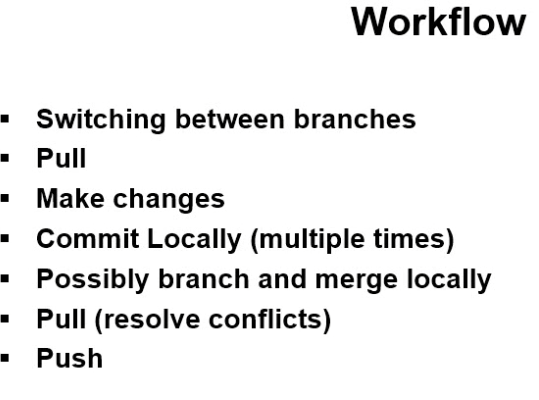 Workflow
▪ Switching between branches
▪ Pull
▪ Make changes
▪ Commit Locally (multiple times)
▪ Possibly branch and merge locally
▪ Pull (resolve conflicts)
▪ Push